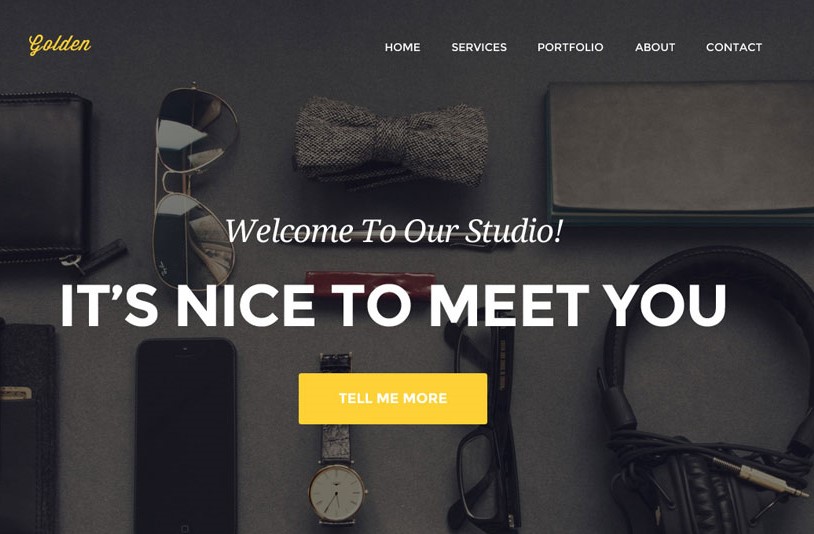 Golden
HOME SERVICES PORTFOLIO ABOUT CONTACT
Welcome To Our Studio!
IT’S NICE TO MEET YOU
TELL ME MORE